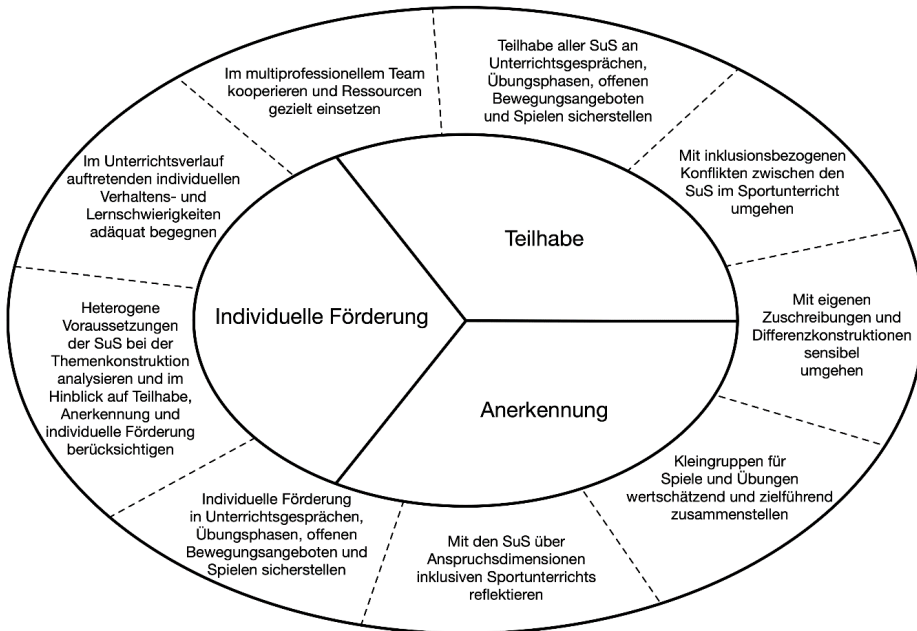 Im multiprofessionellem Team
kooperieren und Ressourcen
gezielt einsetzen
Teilhabe aller SuS an
Unterrichtsgesprächen,
Übungsphasen, offenen
Bewegungsangeboten
und Spielen sicherstellen
Mit inklusionsbezogenen
Konflikten zwischen den
SuS im Sportunterricht
umgehen
Mit eigenen
Zuschreibungen und
Differenzkonstruktionen
sensibel
umgehen
Kleingruppen für
Spiele und Übungen
wertschätzend und zielführend
zusammenstellen
Mit den SuS über
Anspruchsdimensionen
inklusiven Sportunterrichts
reflektieren
Individuelle Förderung
in Unterrichtsgesprächen,
Übungsphasen, offenen
Bewegungsangeboten und
Spielen sicherstellen
Heterogene
Voraussetzungen
der SuS bei der
Themenkonstruktion
analysieren und im
Hinblick auf Teilhabe,
Anerkennung und
individuelle Förderung
berücksichtigen
Im Unterrichtsverlauf
auftretenden individuellen
Verhaltens- und
Lernschwierigkeiten
adäquat begegnen
Teilhabe
Individuelle Förderung
Anerkennung